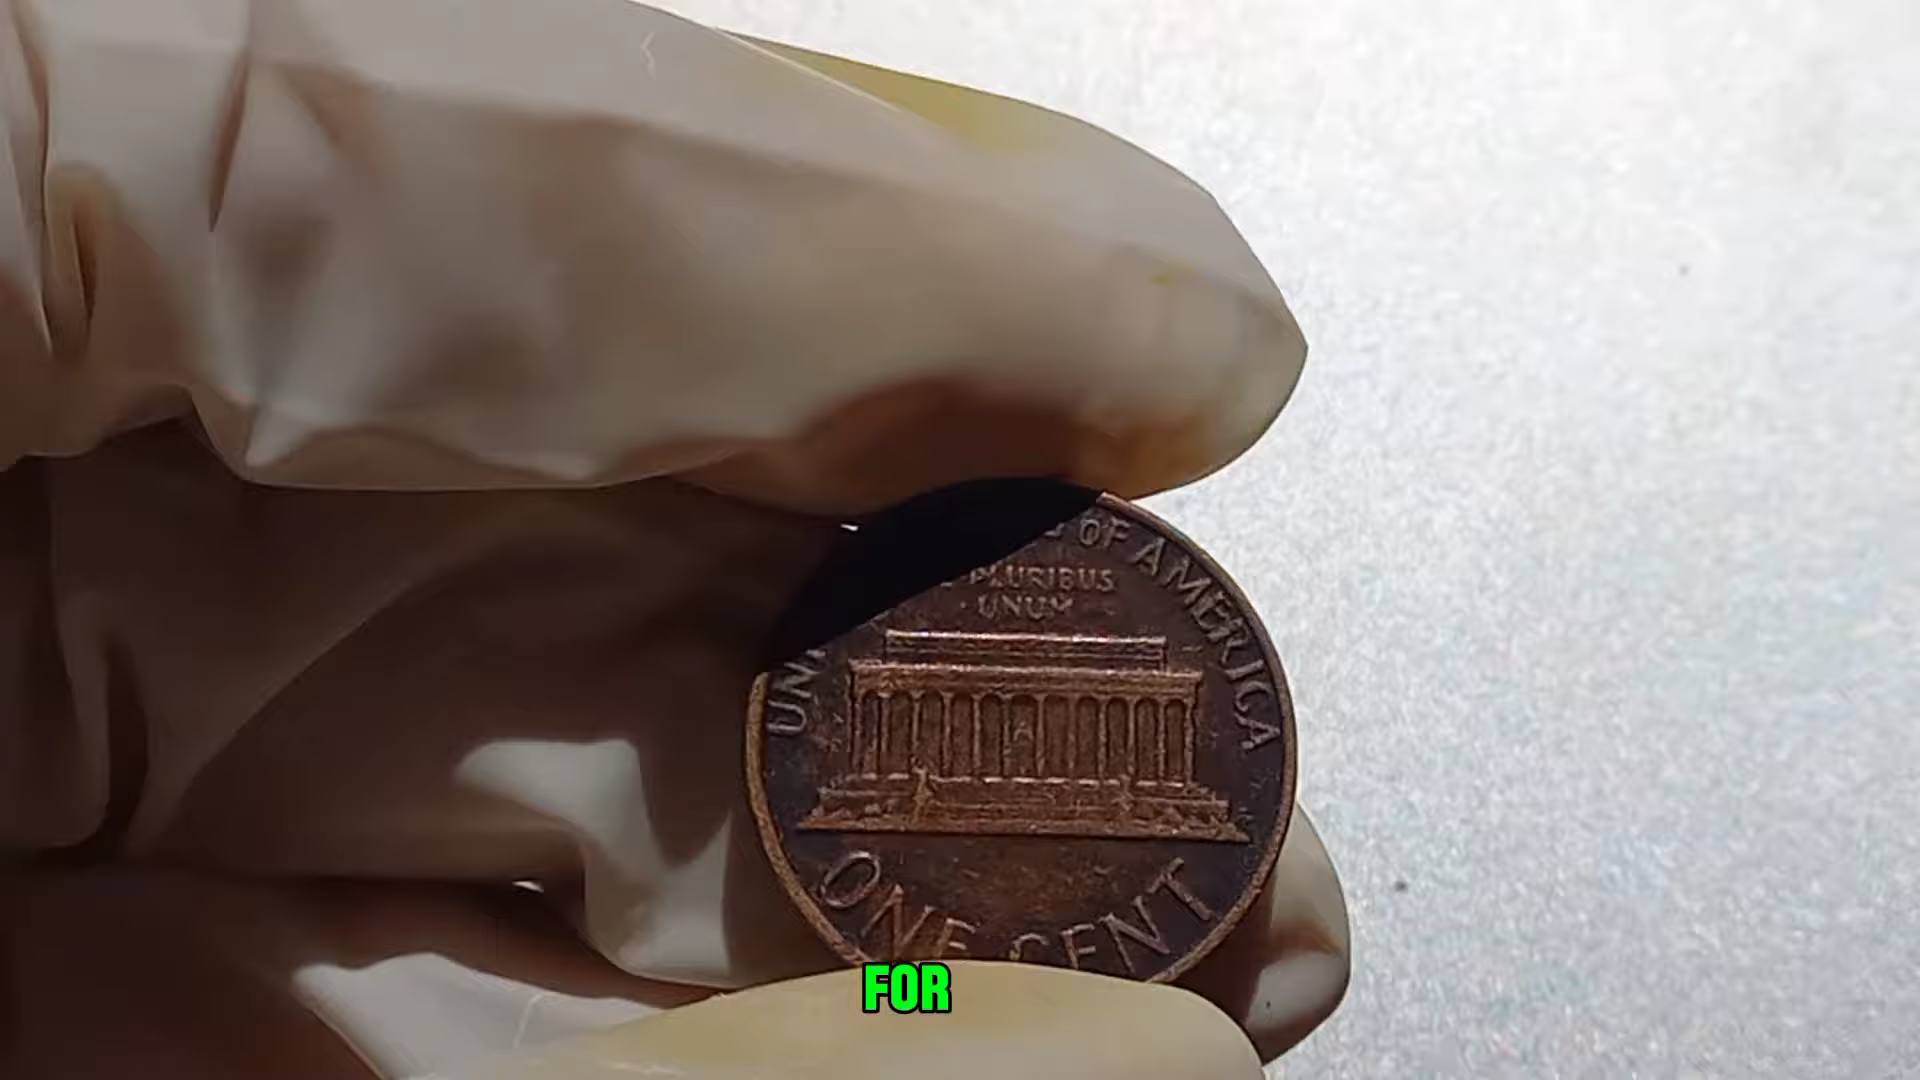 OF AMERICA
PLURIBUS
UNUM
ONE CENT
FOR